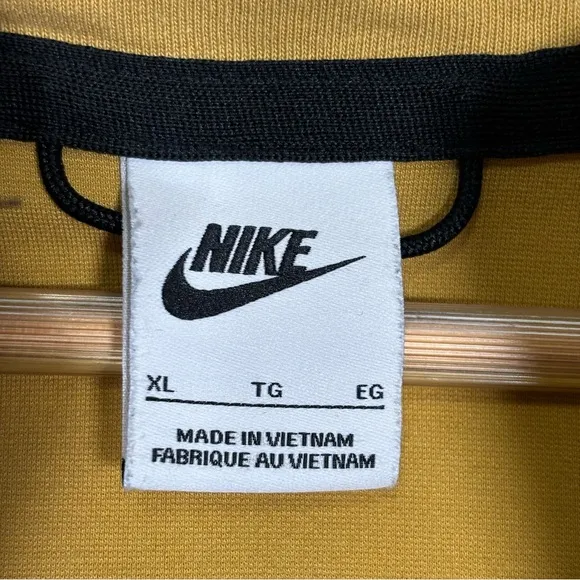 NIKE
XL TG EG
MADE IN VIETNAM
FABRIQUE AU VIETNAM